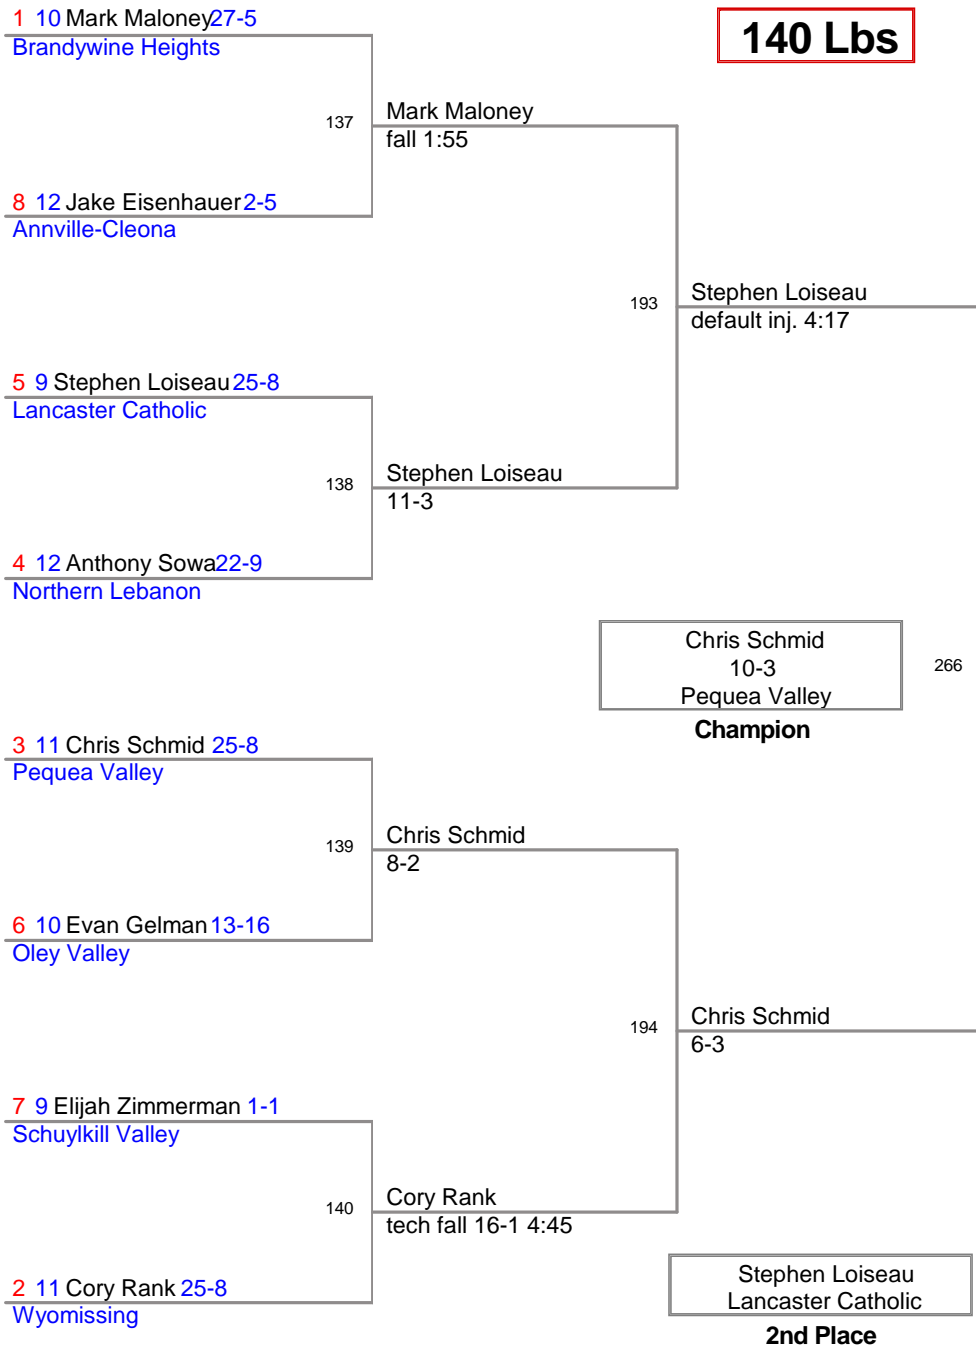 1 10 Mark Maloney 27-5
Brandywine Heights
140 Lbs
137
Mark Maloney
fall 1:55
8 12 Jake Eisenhauer 2-5
Annville-Cleona
193
Stephen Loiseau
default inj. 4:17
5 9 Stephen Loiseau 25-8
Lancaster Catholic
138
Stephen Loiseau
11-3
4 12 Anthony Sowa 22-9
Northern Lebanon
Chris Schmid
10-3
Pequea Valley
266
Champion
3 11 Chris Schmid 25-8
Pequea Valley
139
Chris Schmid
8-2
6 10 Evan Gelman 13-16
Oley Valley
194
Chris Schmid
6-3
7 9 Elijah Zimmerman 1-1
Schuylkill Valley
140
Cory Rank
tech fall 16-1 4:45
2 11 Cory Rank 25-8
Wyomissing
Stephen Loiseau
Lancaster Catholic
2nd Place